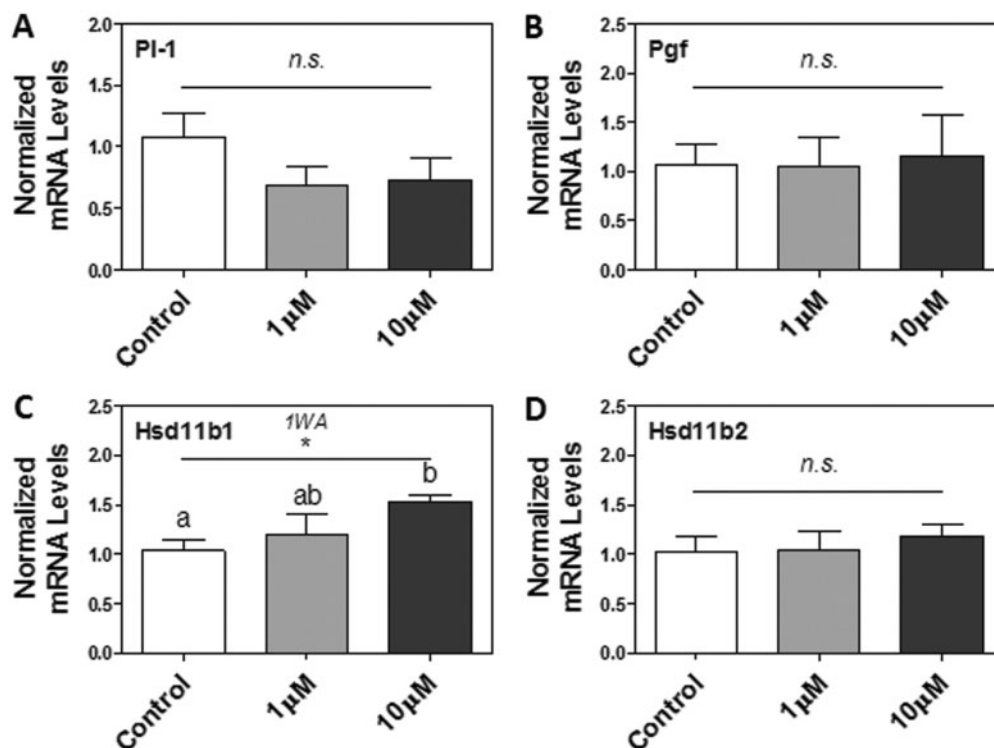 A
Pl-1
n.s.
Normalized
mRNA Levels
2.0
1.5
1.0
0.5
0.0
Control
1µM
10µM
B
Pgf
n.s.
Normalized
mRNA Levels
2.5
2.0
1.5
1.0
0.5
0.0
Control
1µM
10µM
C
Hsd11b1
1WA
*
a
ab
b
Normalized
mRNA Levels
2.5
2.0
1.5
1.0
0.5
0.0
Control
1µM
10µM
D
Hsd11b2
n.s.
Normalized
mRNA Levels
2.5
2.0
1.5
1.0
0.5
0.0
Control
1µM
10µM